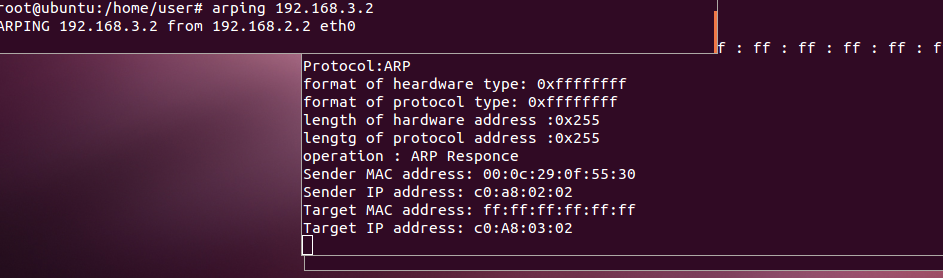 root@ubuntu:/home/user# arping 192.168.3.2
ARPING 192.168.3.2 from 192.168.2.2 eth0
f : ff : ff : ff : ff : f
Protocol:ARP
format of heardware type: 0xffffffff
format of protocol type: 0xffffffff
length of hardware address :0x255
lengtg of protocol address :0x255
operation : ARP Responce
Sender MAC address: 00:0c:29:0f:55:30
Sender IP address: c0:a8:02:02
Target MAC address: ff:ff:ff:ff:ff:ff
Target IP address: c0:A8:03:02